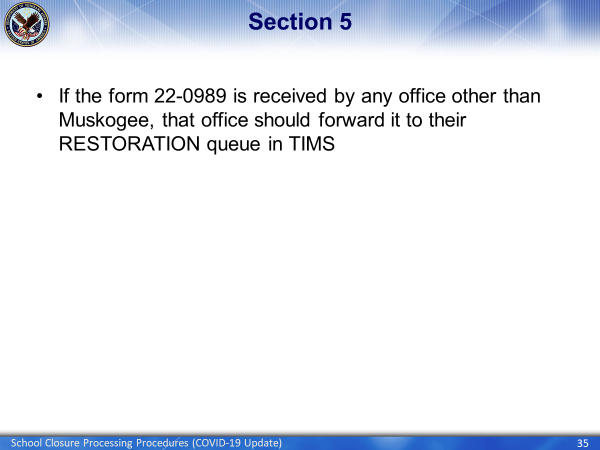 Section 5
• If the form 22-0989 is received by any office other than
Muskogee, that office should forward it to their
RESTORATION queue in TIMS
School Closure Processing Procedures (COVID-19 Update)
35